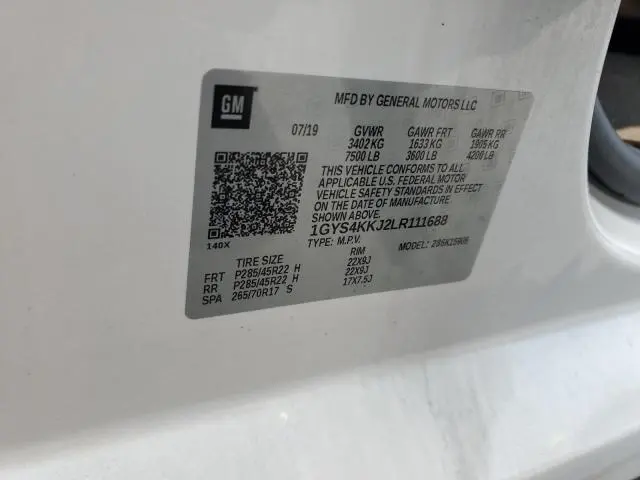 GM
MFD BY GENERAL MOTORS LLC
07/19 GVWR GAWR FRT GAWR RR
3402 KG 1633 KG 1905 KG
7500 LB 3600 LB 4200 LB
THIS VEHICLE CONFORMS TO ALL
APPLICABLE U.S. FEDERAL MOTOR
VEHICLE SAFETY STANDARDS IN EFFECT
ON THE DATE OF MANUFACTURE
1GYS4KKJ2LR111688
140X
TYPE: M.P.V. MODEL:
TIRE SIZE RIM
FRT P285/45R22 H 22X9J
RR P285/45R22 H 22X9J
SPA 265/70R17 S 17X7.5J